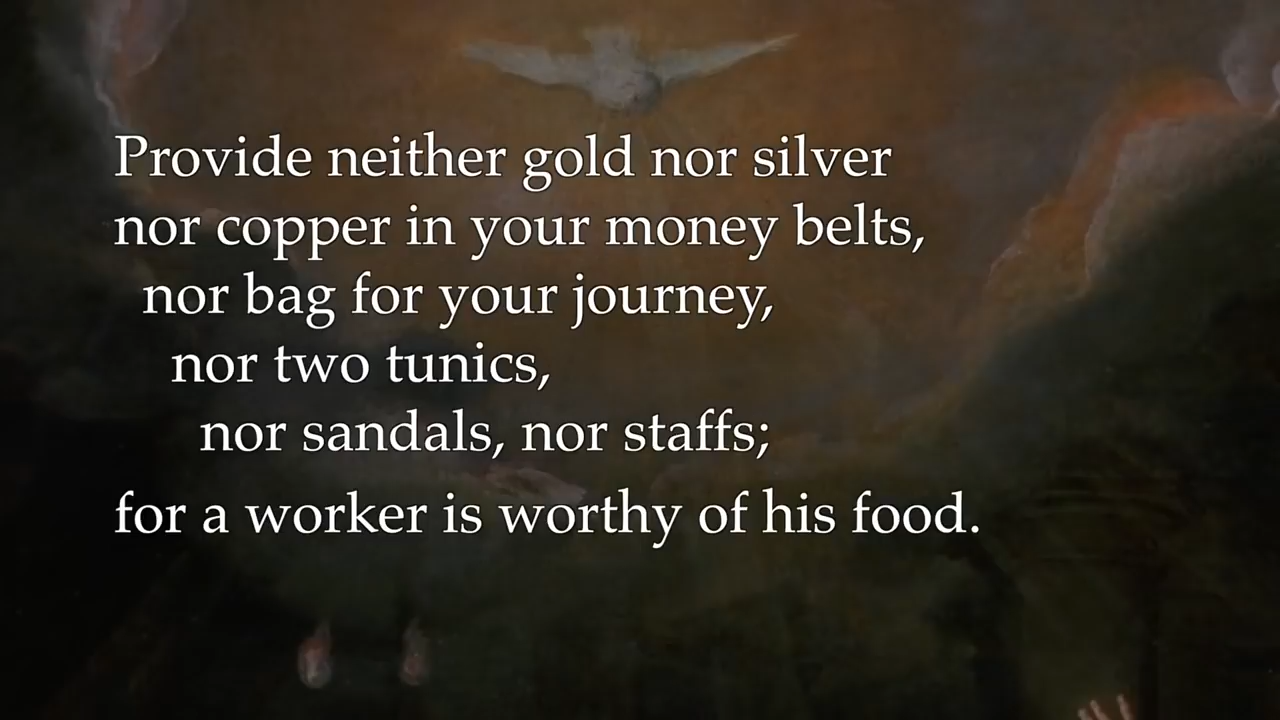 Provide neither gold nor silver
nor copper in your money belts,
nor bag for your journey,
nor two tunics,
nor sandals, nor staffs;
for a worker is worthy of his food.